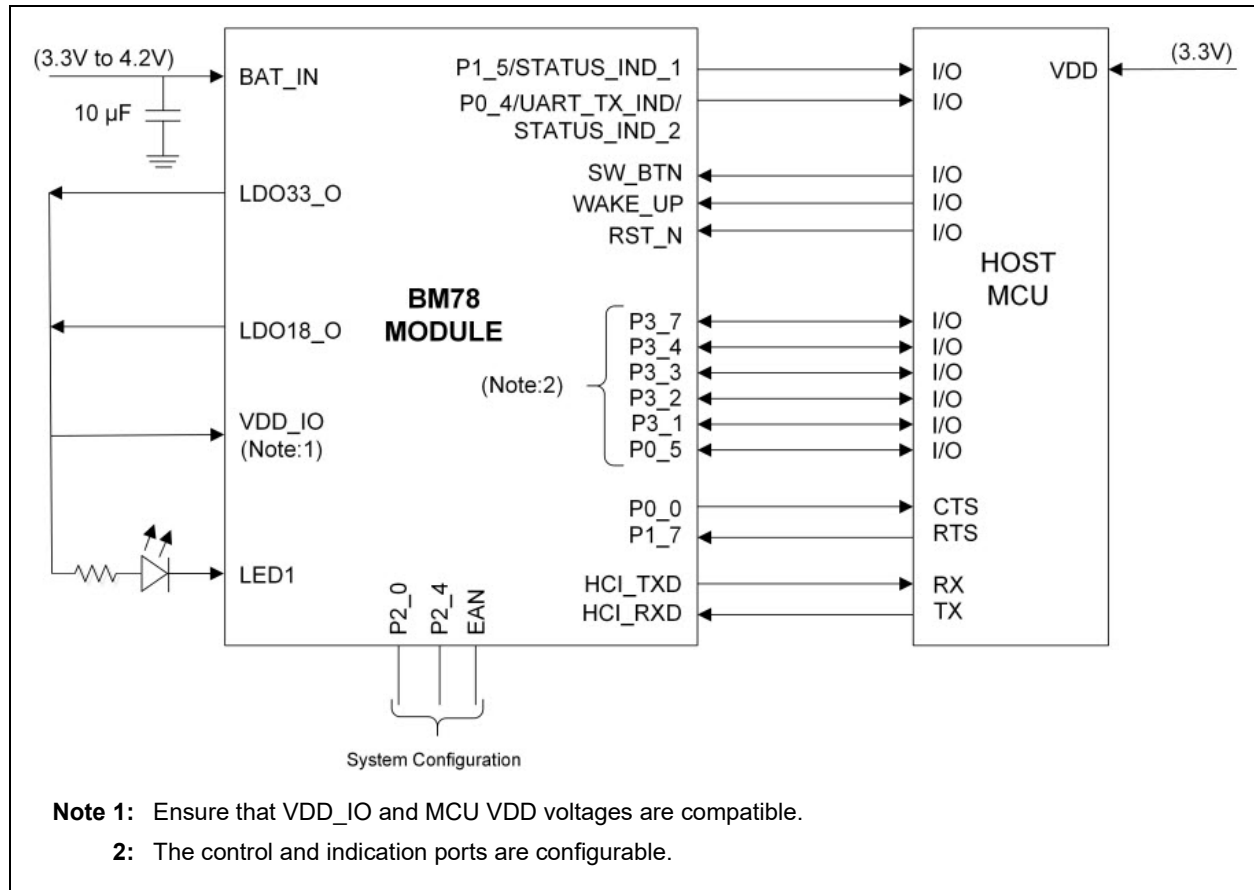 (3.3V to 4.2V)
10 µF
BAT_IN
LDO33_O
LDO18_O
VDD_IO
(Note:1)
LED1
BM78
MODULE
P1_5/STATUS_IND_1
P0_4/UART_TX_IND/
STATUS_IND_2
SW_BTN
WAKE_UP
RST_N
(Note:2)
P3_7
P3_4
P3_3
P3_2
P3_1
P0_5
P0_0
P1_7
HCI_TXD
HCI_RXD
P2_0
P2_4
EAN
System Configuration
I/O
I/O
I/O
I/O
I/O
HOST
MCU
I/O
I/O
I/O
I/O
I/O
I/O
CTS
RTS
RX
TX
VDD
(3.3V)
Note 1: Ensure that VDD_IO and MCU VDD voltages are compatible.
2: The control and indication ports are configurable.